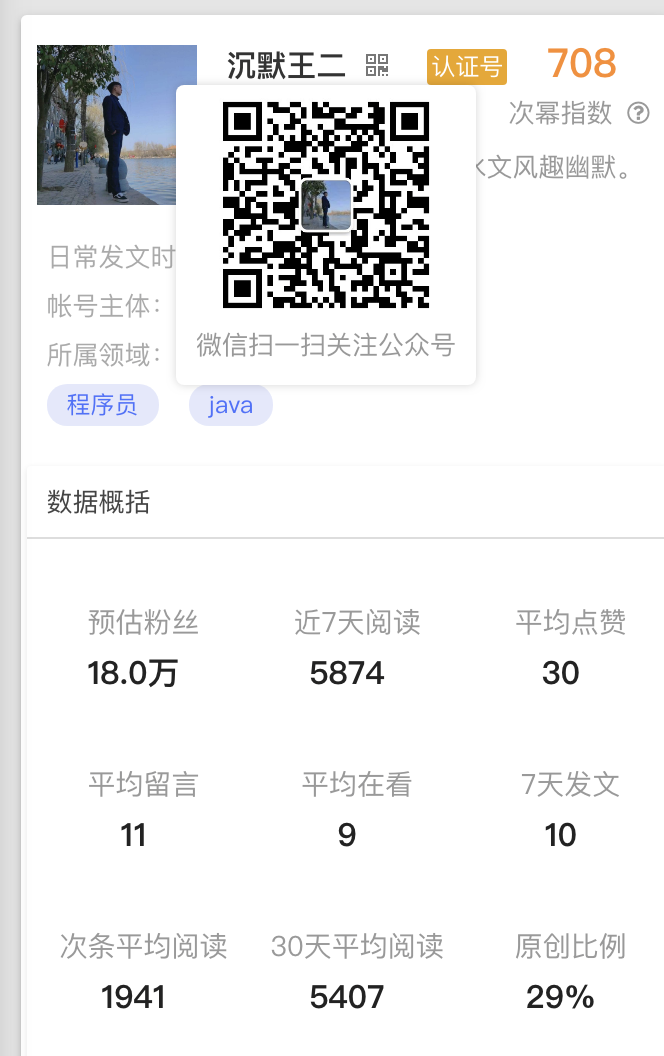 沉默王二 认证号 708
次幂指数 ?
文风趣幽默。
微信扫一扫关注公众号
日常发文时
帐号主体：
所属领域：
程序员 java
数据概括
预估粉丝 近7天阅读 平均点赞
18.0万 5874 30
平均留言 平均在看 7天发文
11 9 10
次条平均阅读 30天平均阅读 原创比例
1941 5407 29%